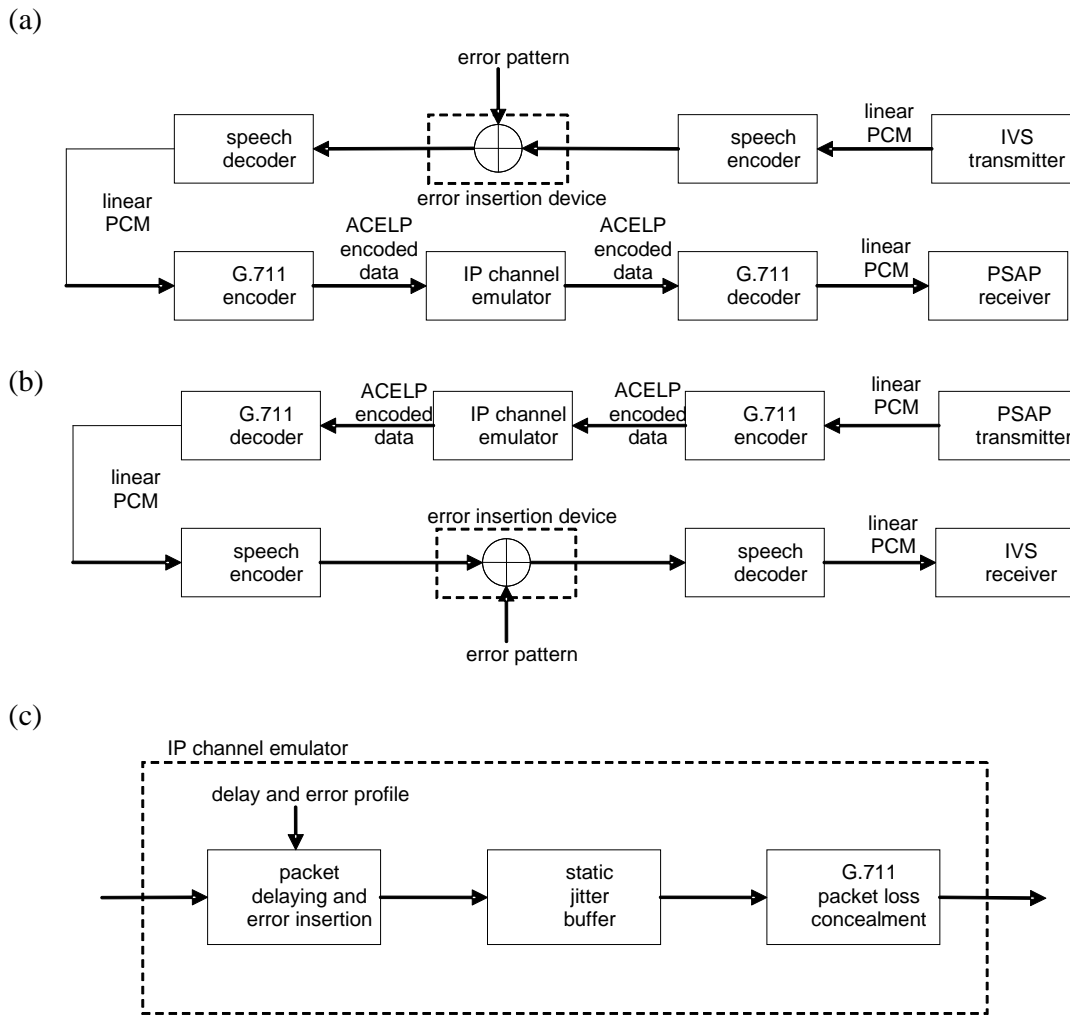 (a)
error pattern
speech
decoder
error insertion device
speech
encoder
linear
PCM
IVS
transmitter
linear
PCM
G.711
encoder
ACELP
encoded
data
IP channel
emulator
ACELP
encoded
data
G.711
decoder
linear
PCM
PSAP
receiver
(b)
G.711
decoder
ACELP
encoded
data
IP channel
emulator
ACELP
encoded
data
G.711
encoder
linear
PCM
PSAP
transmitter
linear
PCM
speech
encoder
error insertion device
error pattern
speech
decoder
linear
PCM
IVS
receiver
(c)
IP channel emulator
delay and error profile
packet
delaying and
error insertion
static
jitter
buffer
G.711
packet loss
concealment